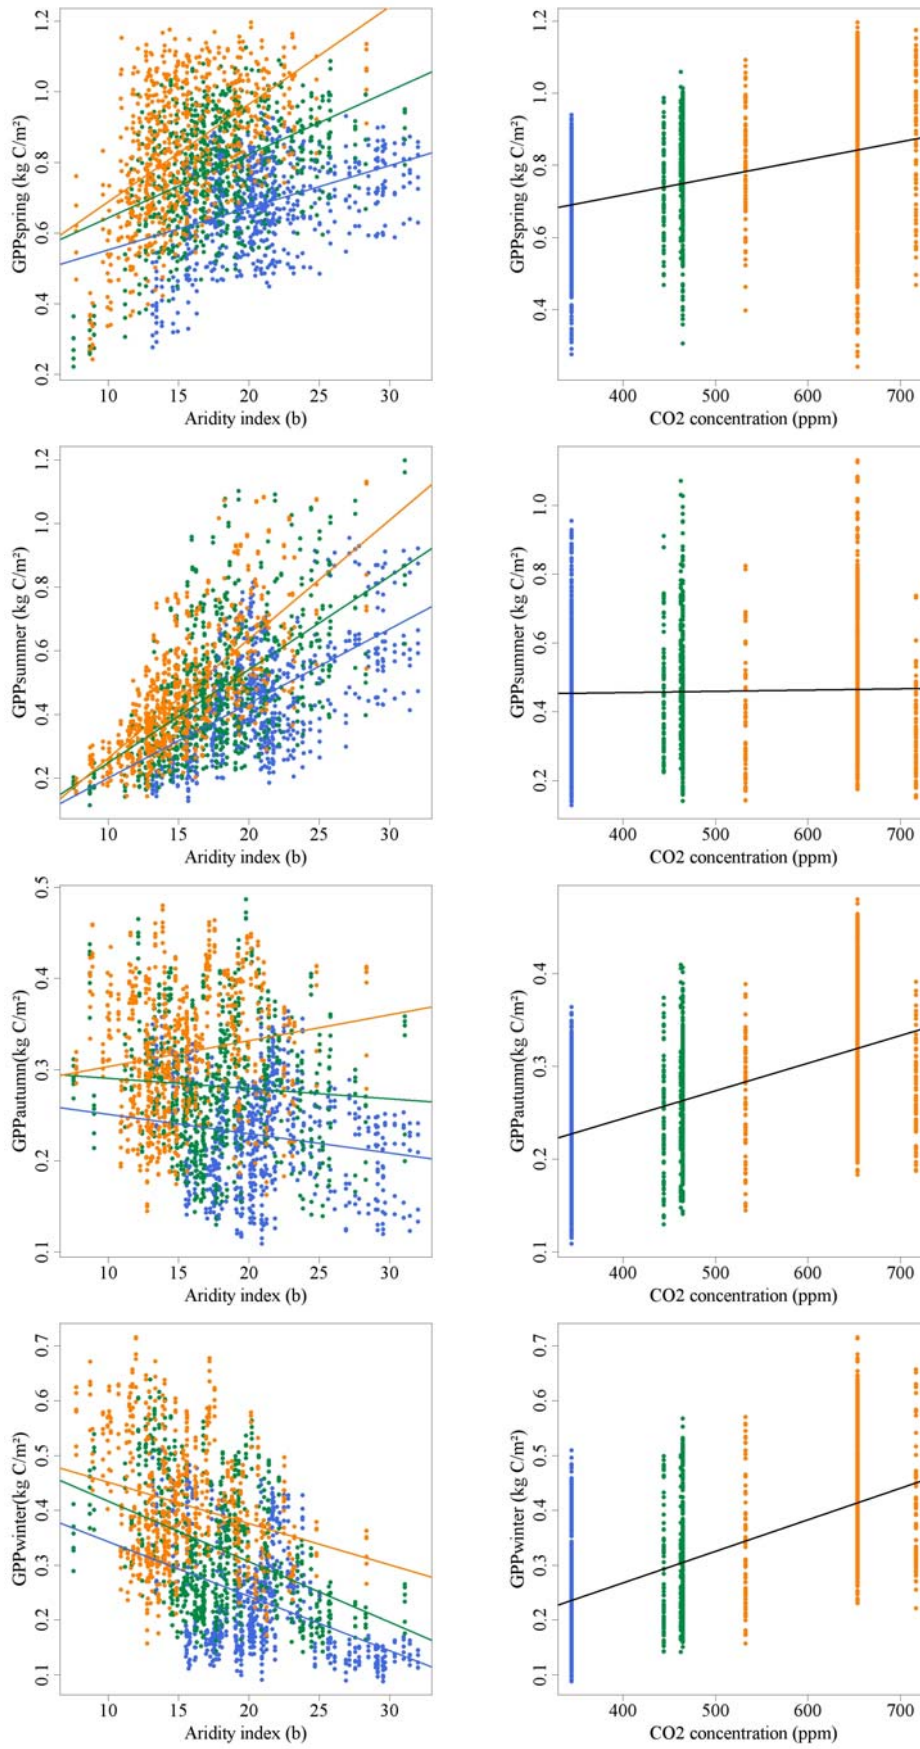 GPPspring (kg C/m²)
1.2
1.0
0.8
0.6
0.4
0.2
10 15 20 25 30
Aridity index (b)
GPPspring (kg C/m²)
1.2
1.0
0.8
0.6
0.4
400 500 600 700
CO2 concentration (ppm)
GPPsummer (kg C/m²)
1.2
1.0
0.8
0.6
0.4
0.2
10 15 20 25 30
Aridity index (b)
GPPsummer (kg C/m²)
1.0
0.8
0.6
0.4
0.2
400 500 600 700
CO2 concentration (ppm)
GPPautumn(kg C/m²)
0.5
0.4
0.3
0.2
0.1
10 15 20 25 30
Aridity index (b)
GPPautumn(kg C/m²)
0.4
0.3
0.2
0.1
400 500 600 700
CO2 concentration (ppm)
GPPwinter(kg C/m²)
0.7
0.6
0.5
0.4
0.3
0.2
0.1
10 15 20 25 30
Aridity index (b)
GPPwinter (kg C/m²)
0.7
0.6
0.5
0.4
0.3
0.2
0.1
400 500 600 700
CO2 concentration (ppm)